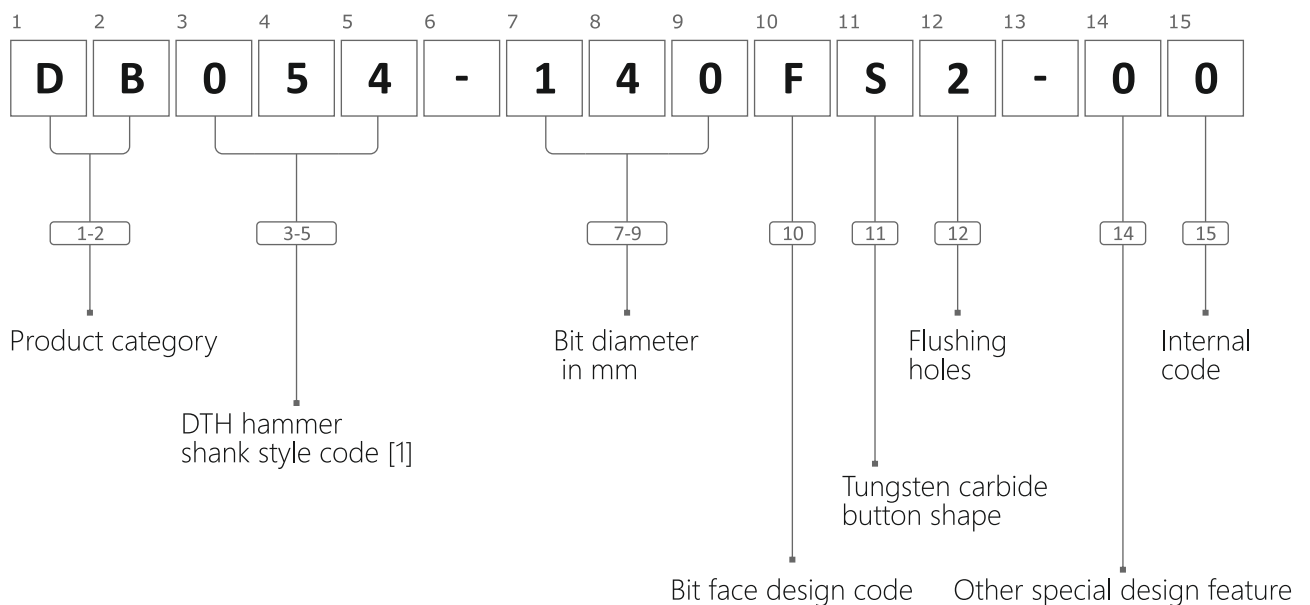 1 2 3 4 5 6 7 8 9 10 11 12 13 14 15
D B 0 5 4 - 1 4 0 F S 2 - 0 0
1-2 3-5 7-9 10 11 12 14 15
Product category
DTH hammer
shank style code [1]
Bit diameter
in mm
Flushing
holes
Internal
code
Tungsten carbide
button shape
Bit face design code
Other special design feature